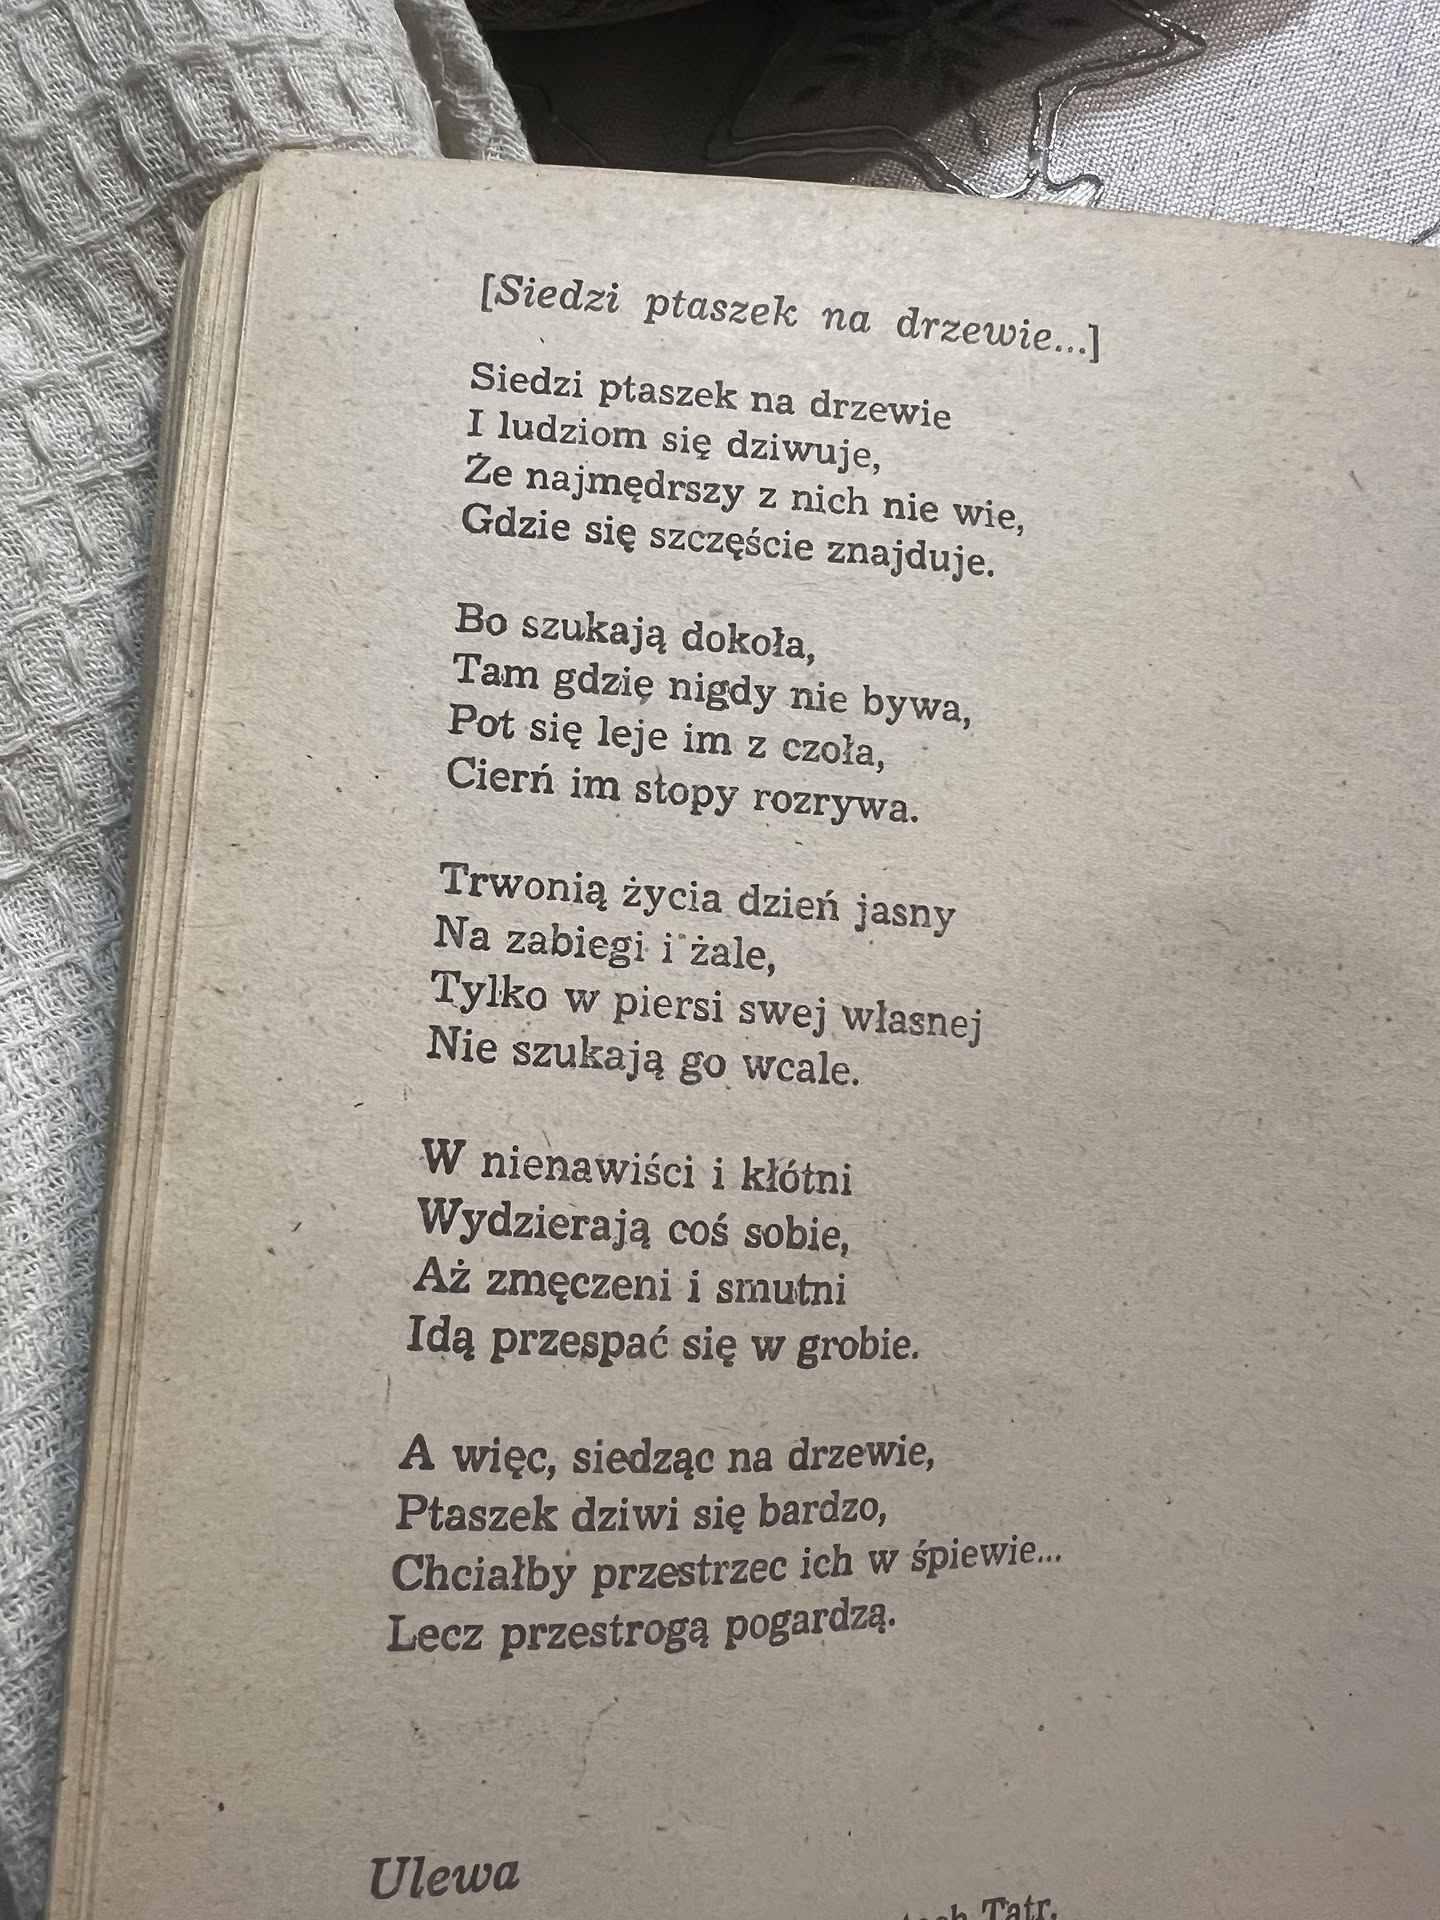 [Siedzi ptaszek na drzewie...]
Siedzi ptaszek na drzewie
I ludziom się dziwuje,
Że najmędrszy z nich nie wie,
Gdzie się szczęście znajduje.
Bo szukają dokoła,
Tam gdzię nigdy nie bywa,
Pot się leje im z czoła,
Cierń im stopy rozrywa.
Trwonią życia dzień jasny
Na zabiegi i żale,
Tylko w piersi swej własnej
Nie szukają go wcale.
W nienawiści i kłótni
Wydzierają coś sobie,
Aż zmęczeni i smutni
Idą przespać się w grobie.
A więc, siedząc na drzewie,
Ptaszek dziwi się bardzo,
Chciałby przestrzec ich w śpiewie...
Lecz przestrogą pogardzą.
Ulewa
Tatr,